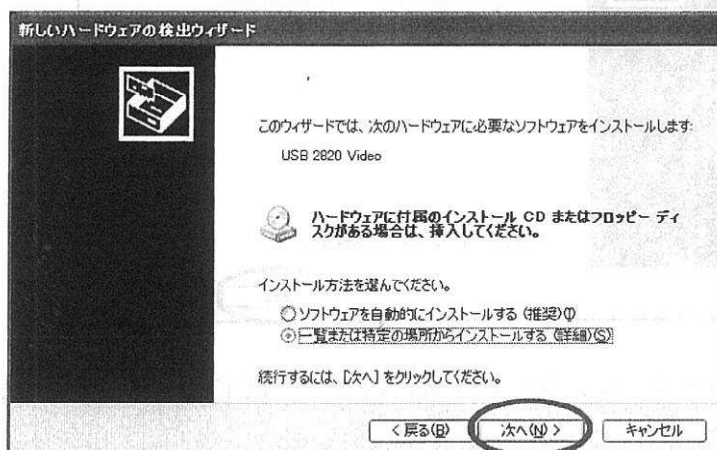 新しいハードウェアの検出ウィザード
このウィザードでは、次のハードウェアに必要なソフトウェアをインストールします:
USB 2820 Video
ハードウェアに付属のインストール CD またはフロッピー ディ
スクがある場合は、挿入してください。
インストール方法を選んでください。
ソフトウェアを自動的にインストールする (推奨)(I)
一覧または特定の場所からインストールする (詳細)(S)
続行するには、[次へ] をクリックしてください。
< 戻る(B)
次へ(N) >
キャンセル